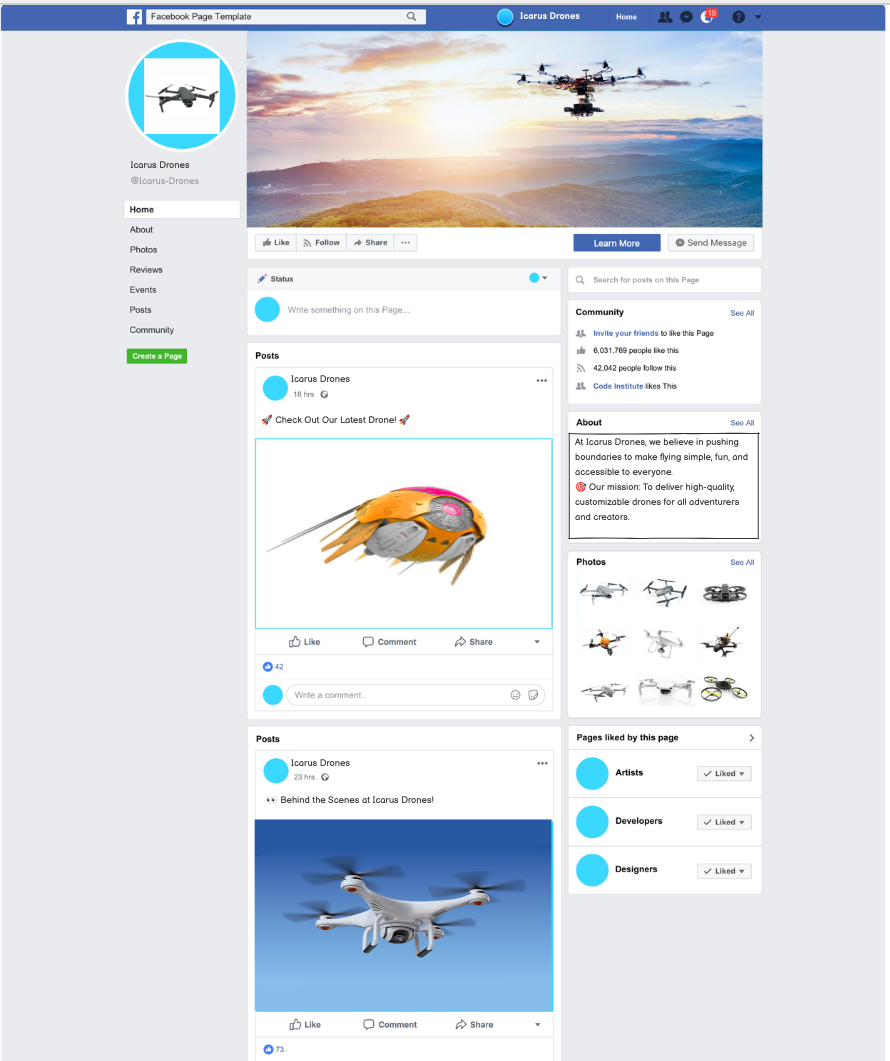 Facebook Page Template
Icarus Drones
Home
19
Icarus Drones
@Icarus-Drones
Home
About
Photos
Reviews
Events
Posts
Community
Create a Page
Like
Follow
Share
Learn More
Send Message
Status
Write something on this Page...
Posts
Icarus Drones
18 hrs
🚀 Check Out Our Latest Drone! 🚀
Like
Comment
Share
42
Write a comment..
Posts
Icarus Drones
23 hrs
👀 Behind the Scenes at Icarus Drones!
Like
Comment
Share
73
Search for posts on this Page
Community
See All
Invite your friends to like this Page
6,031,769 people like this
42,042 people follow this
Code Institute likes This
About
See All
At Icarus Drones, we believe in pushing
boundaries to make flying simple, fun, and
accessible to everyone.
🎯 Our mission: To deliver high-quality,
customizable drones for all adventurers
and creators.
Photos
See All
Pages liked by this page
Artists
Liked
Developers
Liked
Designers
Liked